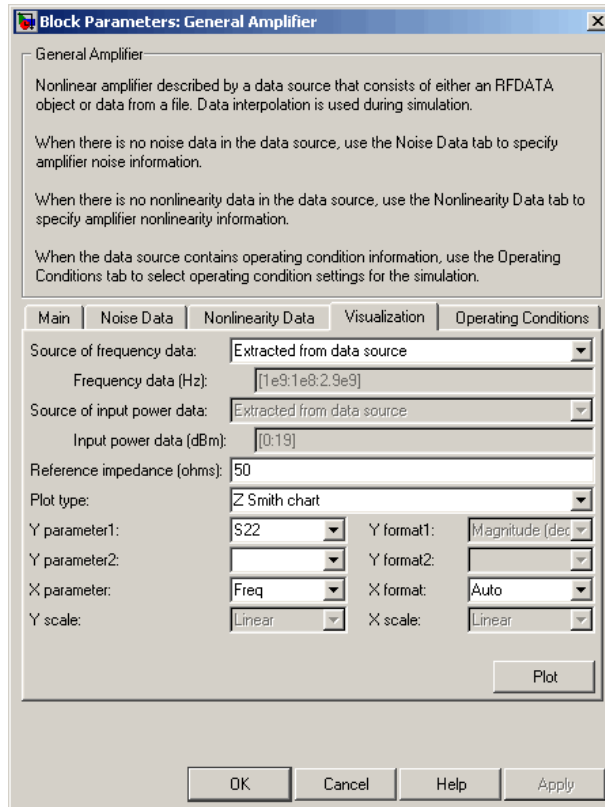 Block Parameters: General Amplifier
General Amplifier
Nonlinear amplifier described by a data source that consists of either an RFDATA
object or data from a file. Data interpolation is used during simulation.
When there is no noise data in the data source, use the Noise Data tab to specify
amplifier noise information.
When there is no nonlinearity data in the data source, use the Nonlinearity Data tab to
specify amplifier nonlinearity information.
When the data source contains operating condition information, use the Operating
Conditions tab to select operating condition settings for the simulation.
Main Noise Data Nonlinearity Data Visualization Operating Conditions
Source of frequency data: Extracted from data source
Frequency data (Hz): [1e9:1e8:2.9e9]
Source of input power data: Extracted from data source
Input power data (dBm): [0:19]
Reference impedance (ohms): 50
Plot type: Z Smith chart
Y parameter1: S22 Y format1: Magnitude (dec
Y parameter2: Y format2:
X parameter: Freq X format: Auto
Y scale: Linear X scale: Linear
Plot
OK Cancel Help Apply